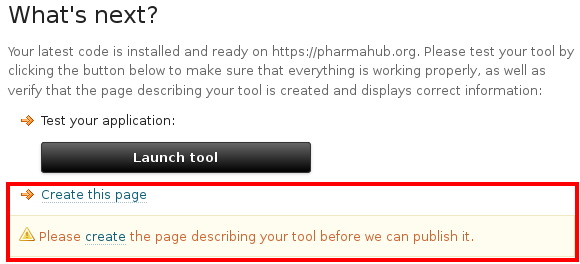 What's next?
Your latest code is installed and ready on https://pharmahub.org. Please test your tool by
clicking the button below to make sure that everything is working properly, as well as
verify that the page describing your tool is created and displays correct information:
Test your application:
Launch tool
Create this page
Please create the page describing your tool before we can publish it.